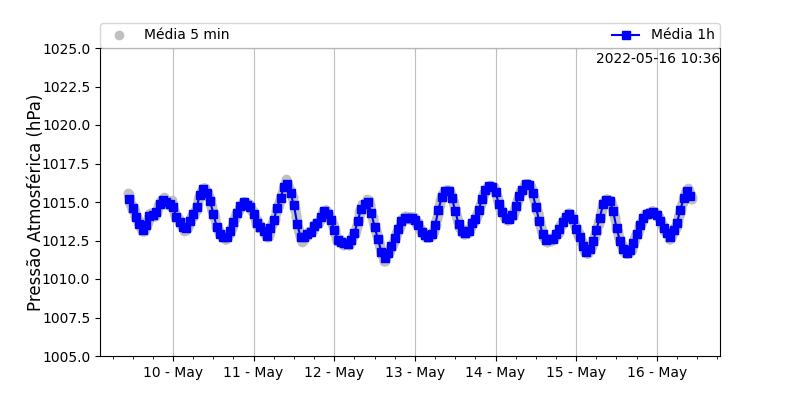 Média 5 min
Média 1h
2022-05-16 10:36
Pressão Atmosférica (hPa)
1025.0
1022.5
1020.0
1017.5
1015.0
1012.5
1010.0
1007.5
1005.0
10 - May 11 - May 12 - May 13 - May 14 - May 15 - May 16 - May